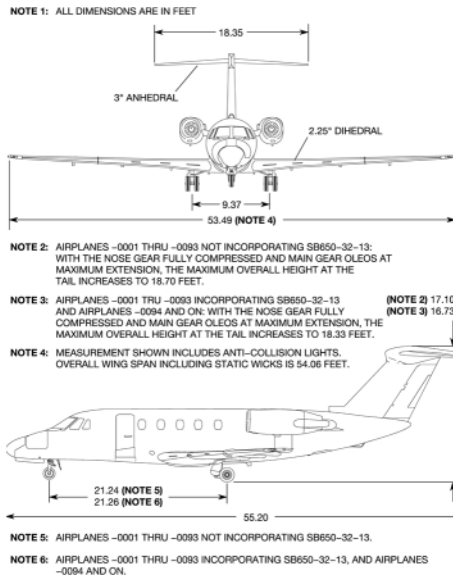 NOTE 1: ALL DIMENSIONS ARE IN FEET
18.35
3° ANHEDRAL
2.25° DIHEDRAL
9.37
53.49 (NOTE 4)
NOTE 2: AIRPLANES –0001 THRU –0093 NOT INCORPORATING SB650–32–13:
WITH THE NOSE GEAR FULLY COMPRESSED AND MAIN GEAR OLEOS AT
MAXIMUM EXTENSION, THE MAXIMUM OVERALL HEIGHT AT THE
TAIL INCREASES TO 18.70 FEET.
NOTE 3: AIRPLANES –0001 TRU –0093 INCORPORATING SB650–32–13
AND AIRPLANES –0094 AND ON: WITH THE NOSE GEAR FULLY
COMPRESSED AND MAIN GEAR OLEOS AT MAXIMUM EXTENSION, THE
MAXIMUM OVERALL HEIGHT AT THE TAIL INCREASES TO 18.33 FEET.
(NOTE 2) 17.10
(NOTE 3) 16.73
NOTE 4: MEASUREMENT SHOWN INCLUDES ANTI–COLLISION LIGHTS.
OVERALL WING SPAN INCLUDING STATIC WICKS IS 54.06 FEET.
21.24 (NOTE 5)
21.26 (NOTE 6)
55.20
NOTE 5: AIRPLANES –0001 THRU –0093 NOT INCORPORATING SB650–32–13.
NOTE 6: AIRPLANES –0001 THRU –0093 INCORPORATING SB650–32–13, AND AIRPLANES
–0094 AND ON.